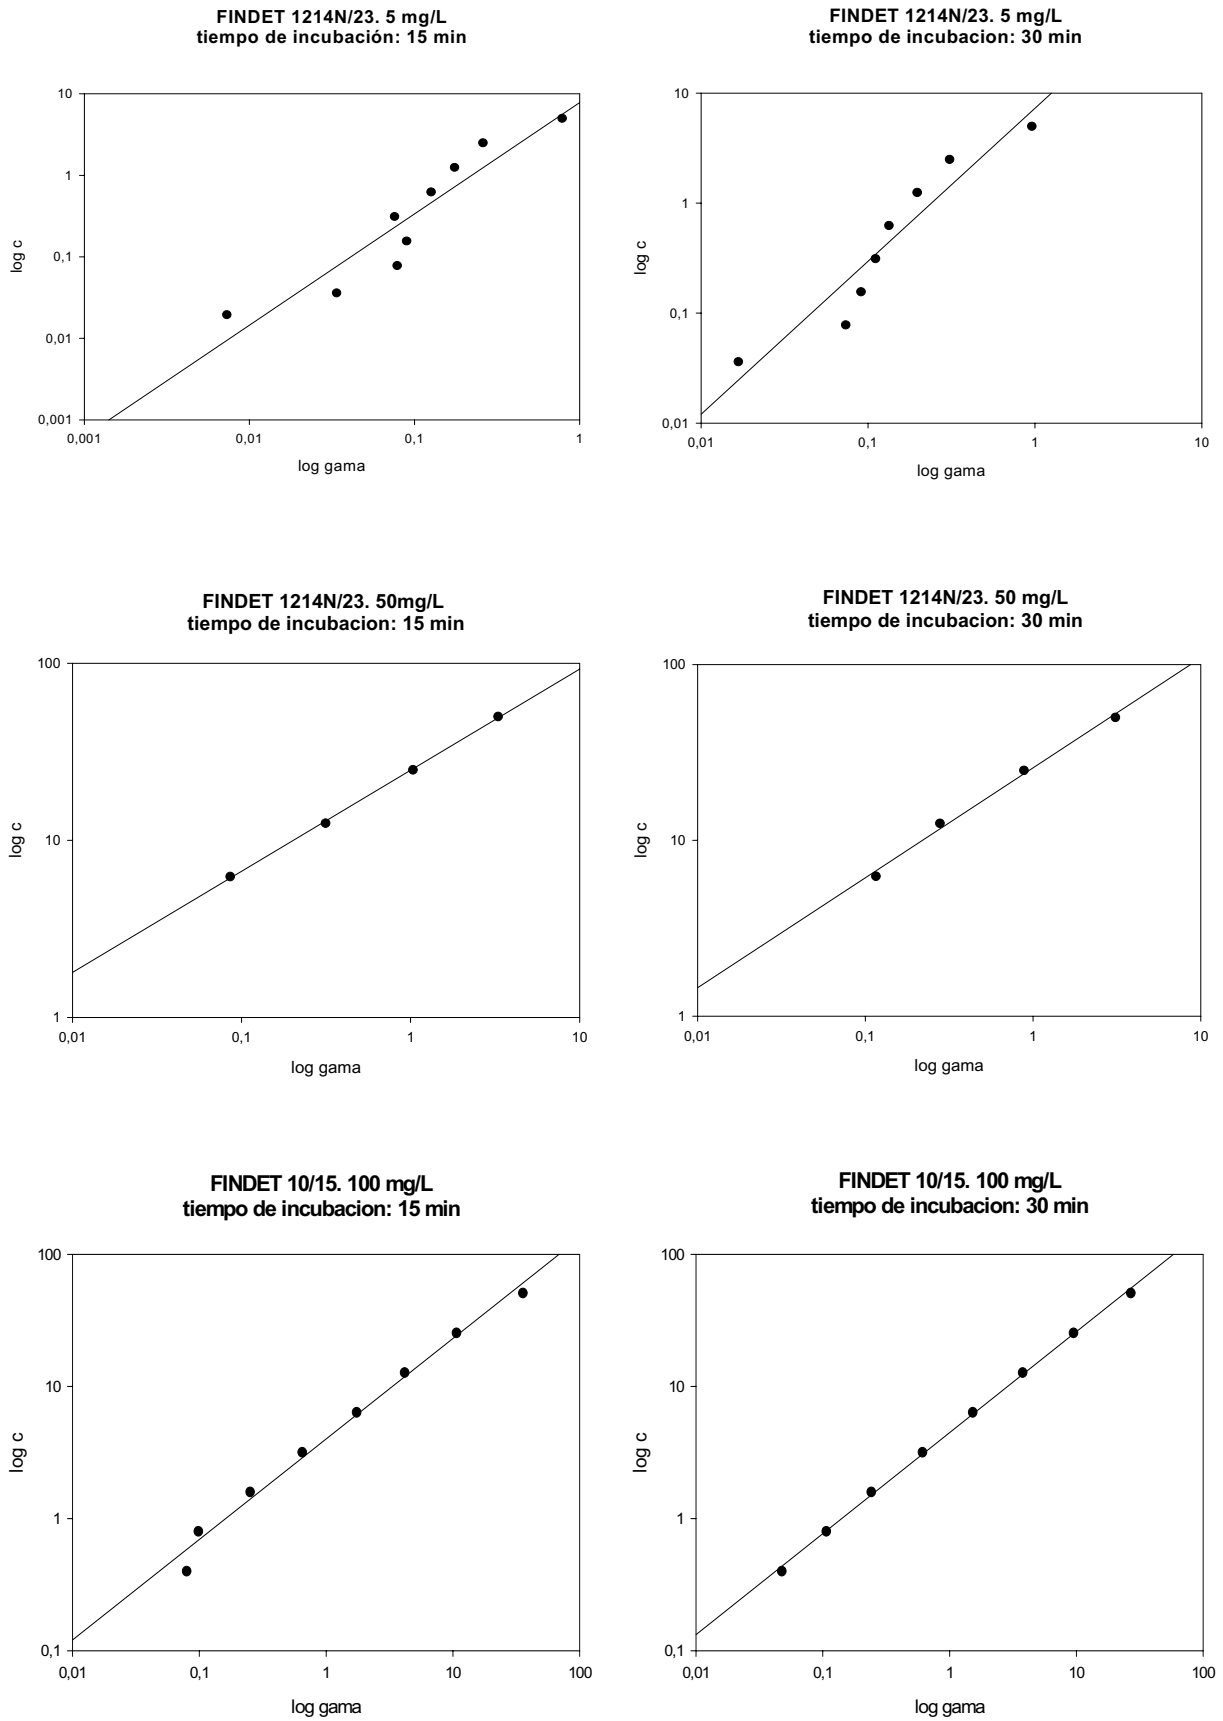 FINDET 1214N/23. 5 mg/L
tiempo de incubación: 15 min
10
1
0,1
0,01
0,001
log c
0,001
0,01
0,1
1
log gama
FINDET 1214N/23. 5 mg/L
tiempo de incubacion: 30 min
10
1
0,1
0,01
log c
0,01
0,1
1
10
log gama
FINDET 1214N/23. 50mg/L
tiempo de incubacion: 15 min
100
10
1
log c
0,01
0,1
1
10
log gama
FINDET 1214N/23. 50 mg/L
tiempo de incubacion: 30 min
100
10
1
log c
0,01
0,1
1
10
log gama
FINDET 10/15. 100 mg/L
tiempo de incubacion: 15 min
100
10
1
0,1
log c
0,01
0,1
1
10
100
log gama
FINDET 10/15. 100 mg/L
tiempo de incubacion: 30 min
100
10
1
0,1
log c
0,01
0,1
1
10
100
log gama